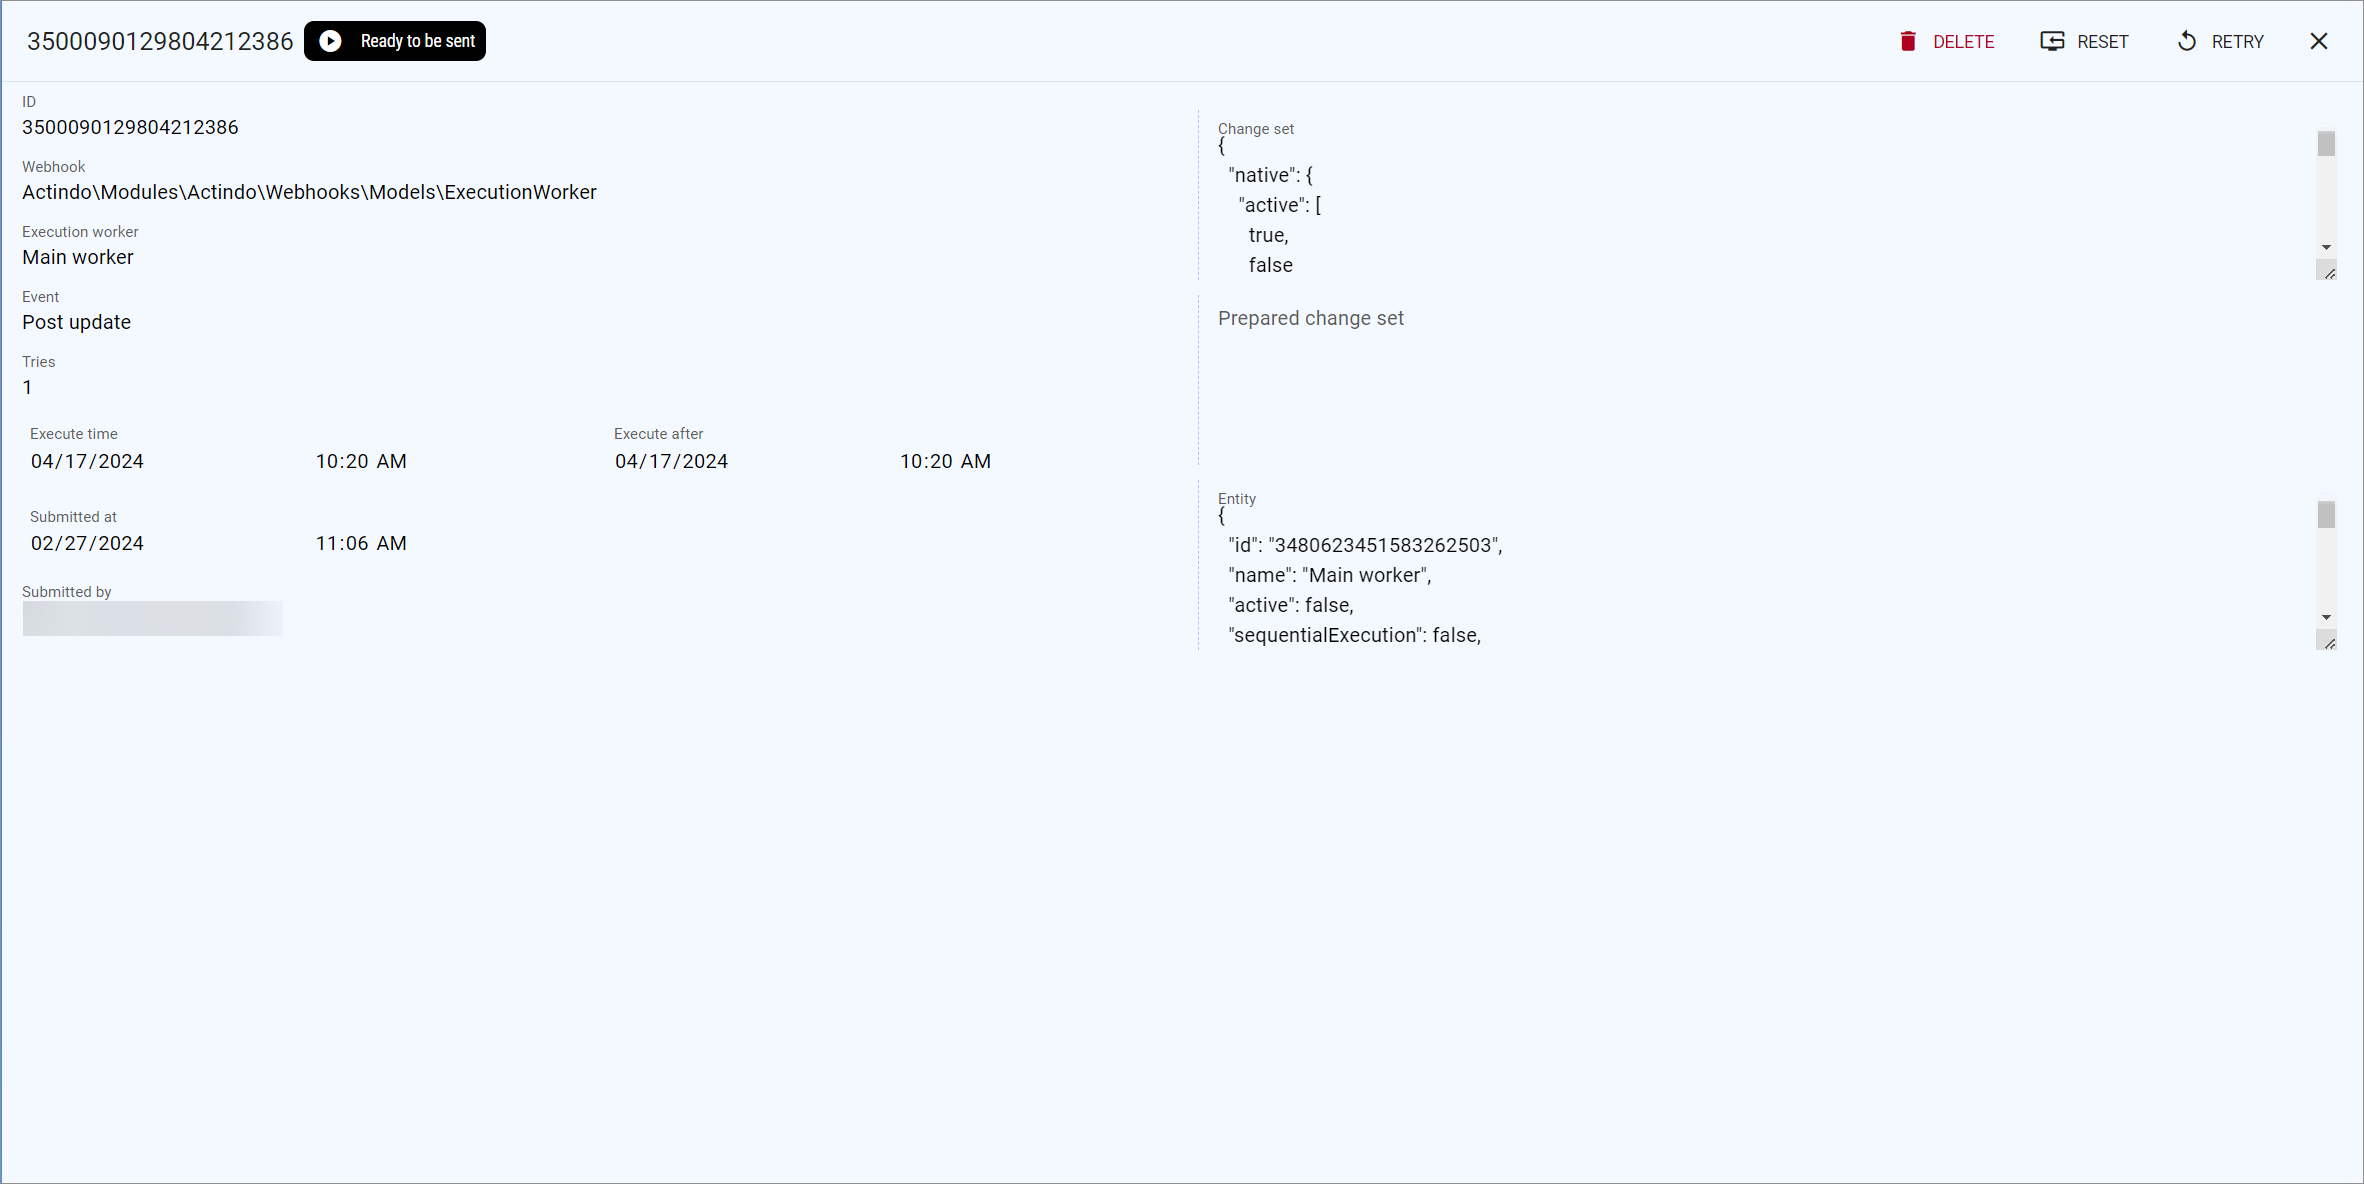 3500090129804212386
Ready to be sent
DELETE
RESET
RETRY
ID
3500090129804212386
Webhook
Actindo\Modules\Actindo\Webhooks\Models\ExecutionWorker
Execution worker
Main worker
Event
Post update
Tries
1
Execute time
04/17/2024 10:20 AM
Execute after
04/17/2024 10:20 AM
Submitted at
02/27/2024 11:06 AM
Submitted by
Change set
{
"native": {
"active": [
true,
false
Prepared change set
Entity
{
"id": "3480623451583262503",
"name": "Main worker",
"active": false,
"sequentialExecution": false,